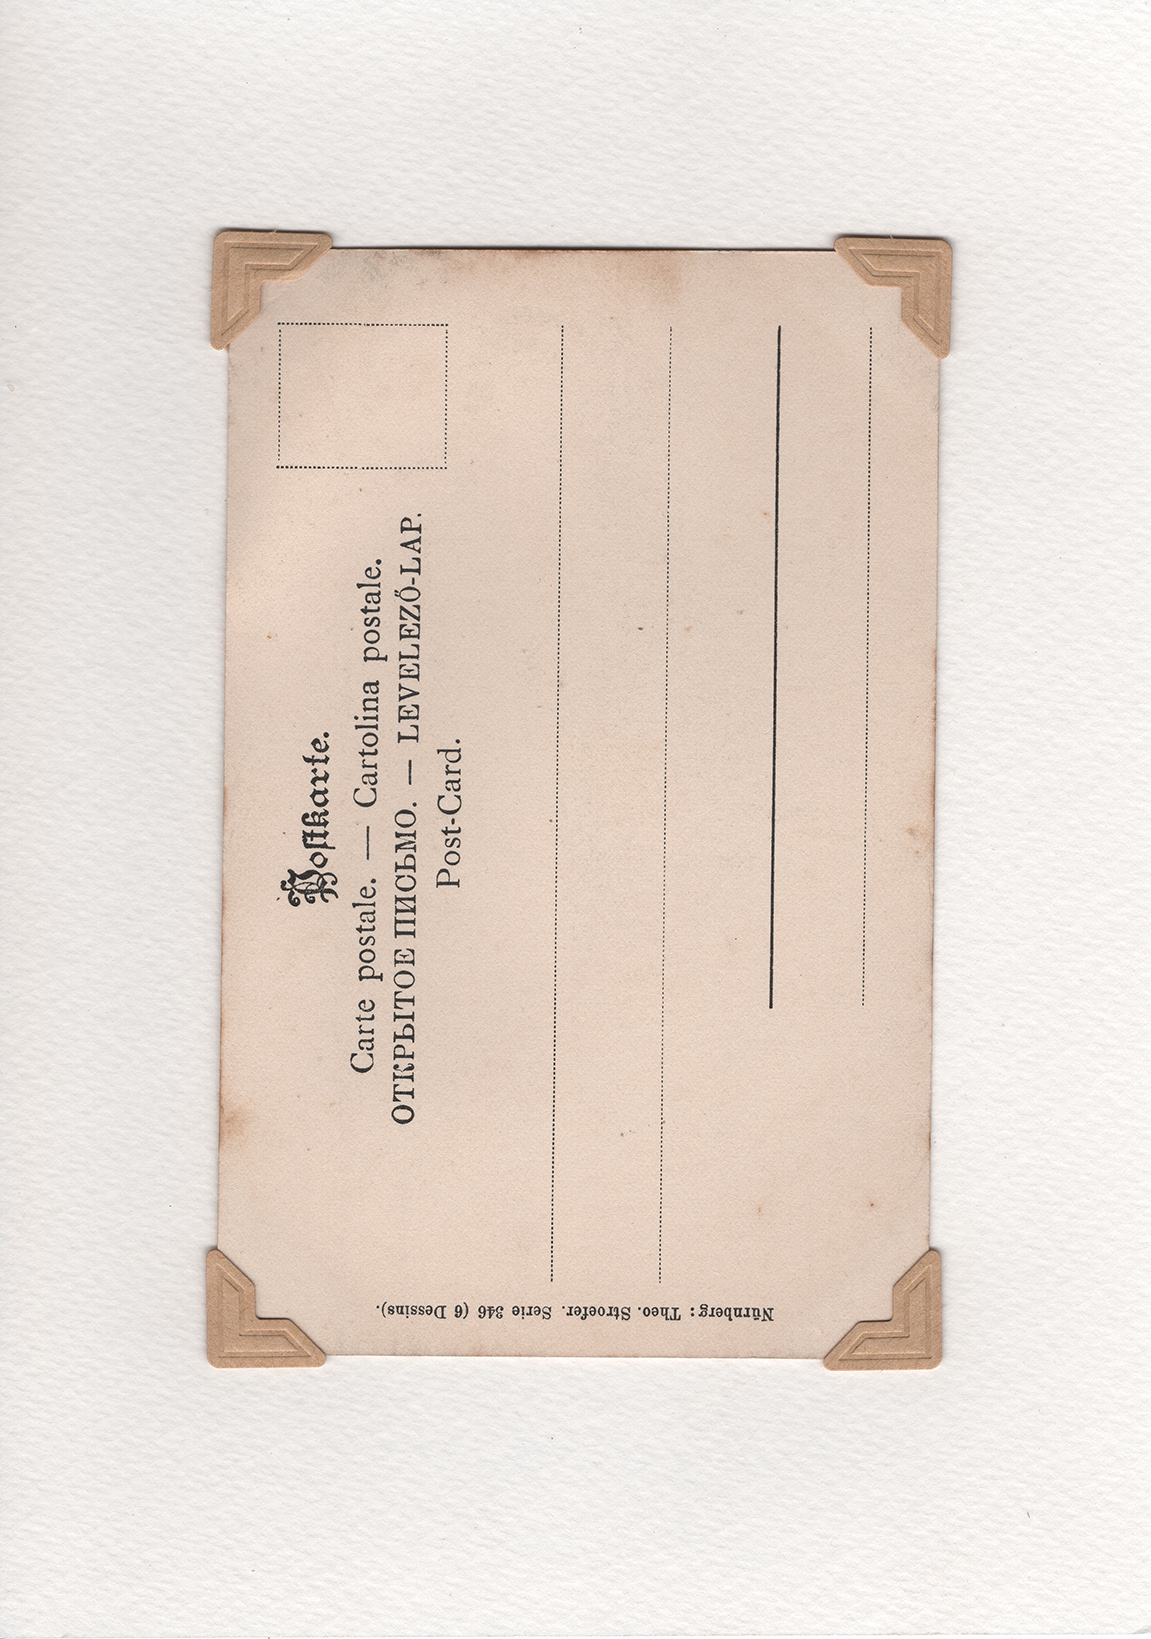 Postkarte.
Carte postale. — Cartolina postale.
ОТКРЫТОЕ ПИСЬМО. — LEVELEZŐ-LAP.
Post-Card.
Nürnberg: Theo. Stroefer. Serie 346 (6 Dessins).